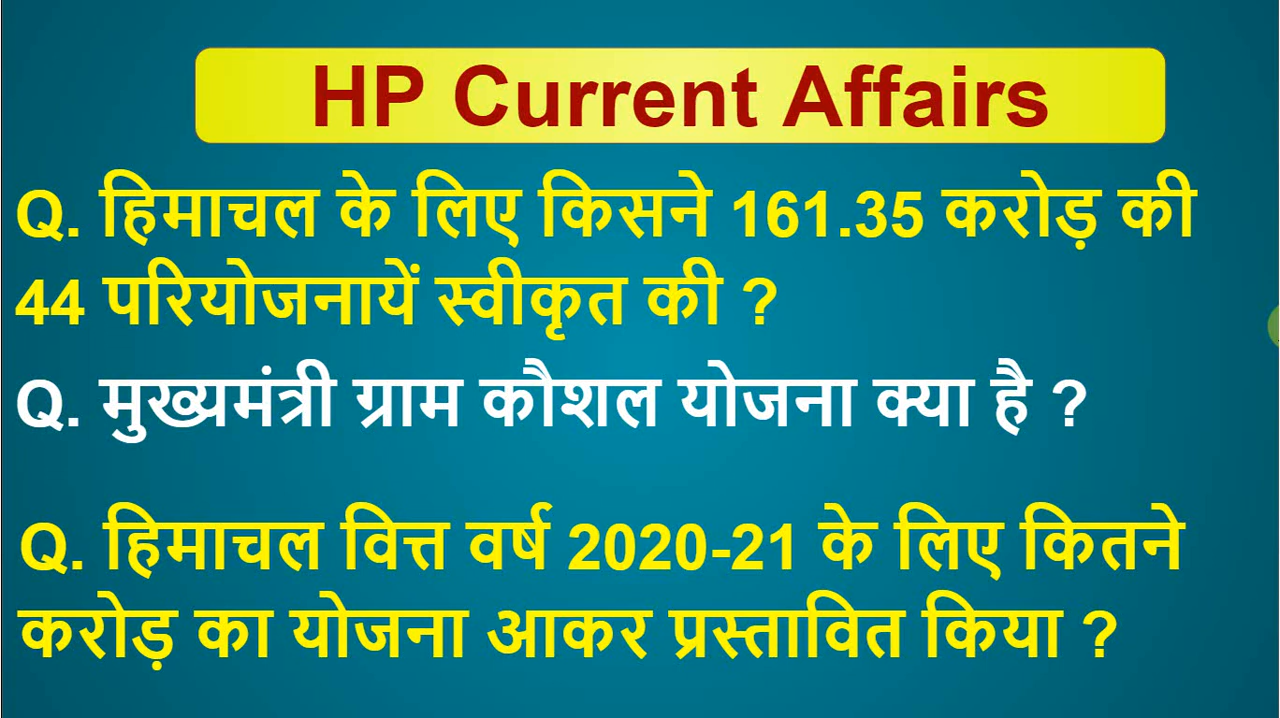 HP Current Affairs
Q. हिमाचल के लिए किसने 161.35 करोड़ की
44 परियोजनायें स्वीकृत की ?
Q. मुख्यमंत्री ग्राम कौशल योजना क्या है ?
Q. हिमाचल वित्त वर्ष 2020-21 के लिए कितने
करोड़ का योजना आकर प्रस्तावित किया ?